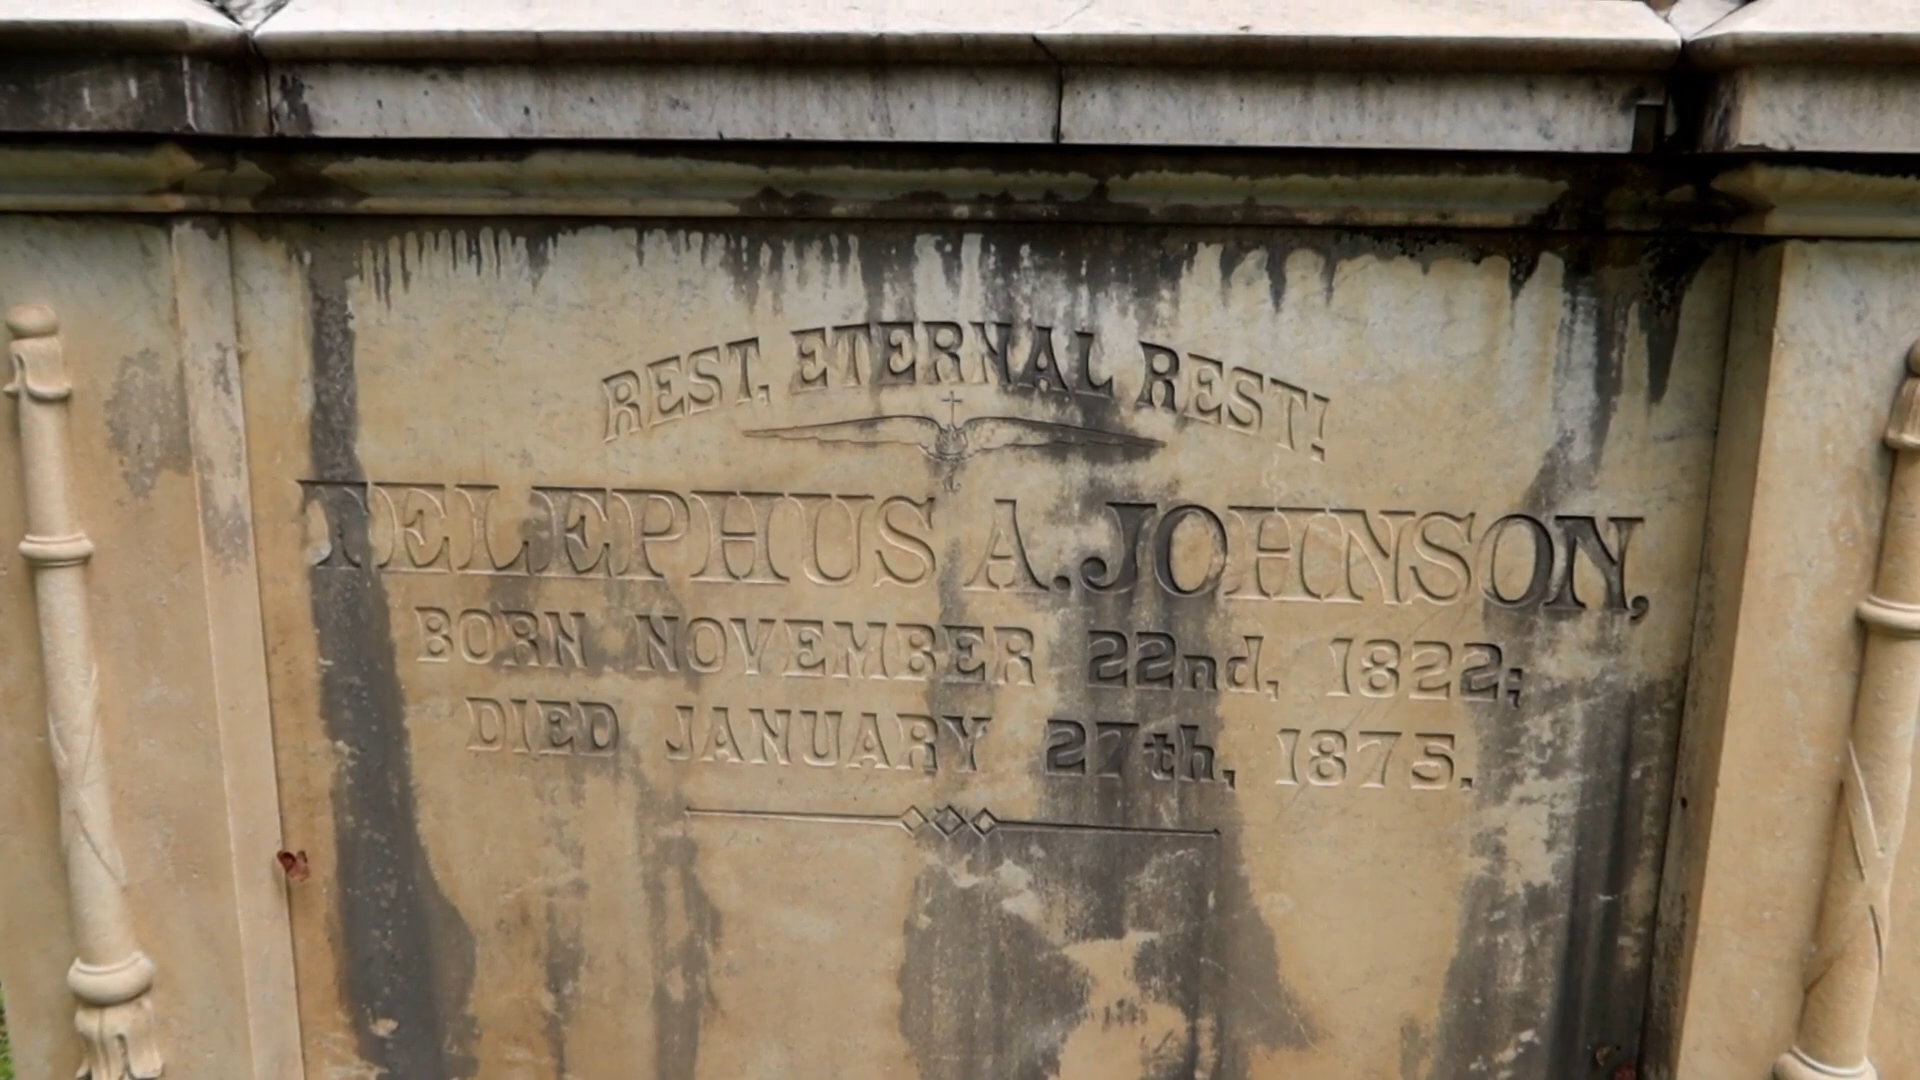 REST, ETERNAL REST!
TELEPHUS A. JOHNSON,
BORN NOVEMBER 22nd, 1822;
DIED JANUARY 27th, 1875.